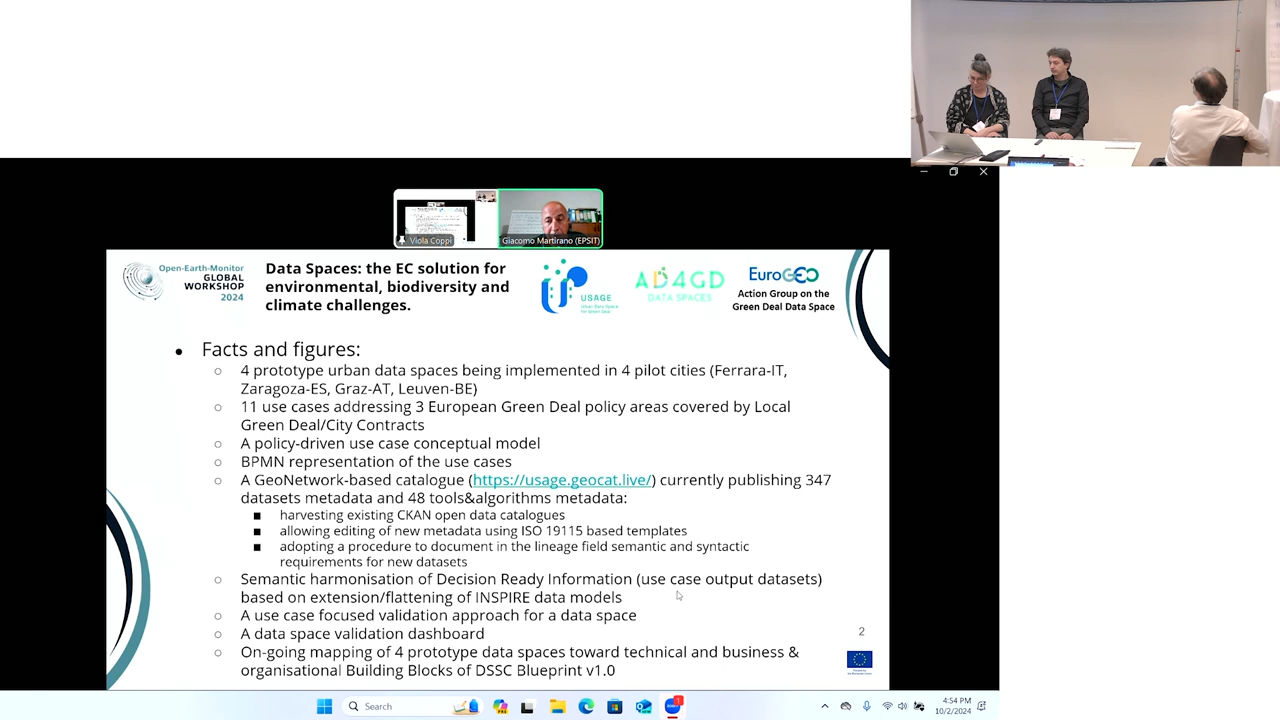 Viola Coppi
Giacomo Martirano (EPSIT)
Open-Earth-Monitor
GLOBAL
WORKSHOP
2024
Data Spaces: the EC solution for
environmental, biodiversity and
climate challenges.
USAGE
Urban Data Space
for Green Deal
AD4GD
DATA SPACES
EuroGEO
Action Group on the
Green Deal Data Space
• Facts and figures:
○ 4 prototype urban data spaces being implemented in 4 pilot cities (Ferrara-IT,
Zaragoza-ES, Graz-AT, Leuven-BE)
○ 11 use cases addressing 3 European Green Deal policy areas covered by Local
Green Deal/City Contracts
○ A policy-driven use case conceptual model
○ BPMN representation of the use cases
○ A GeoNetwork-based catalogue (https://usage.geocat.live/) currently publishing 347
datasets metadata and 48 tools&algorithms metadata:
■ harvesting existing CKAN open data catalogues
■ allowing editing of new metadata using ISO 19115 based templates
■ adopting a procedure to document in the lineage field semantic and syntactic
requirements for new datasets
○ Semantic harmonisation of Decision Ready Information (use case output datasets)
based on extension/flattening of INSPIRE data models
○ A use case focused validation approach for a data space
○ A data space validation dashboard
○ On-going mapping of 4 prototype data spaces toward technical and business &
organisational Building Blocks of DSSC Blueprint v1.0
2
Search
1
4:54 PM
10/2/2024